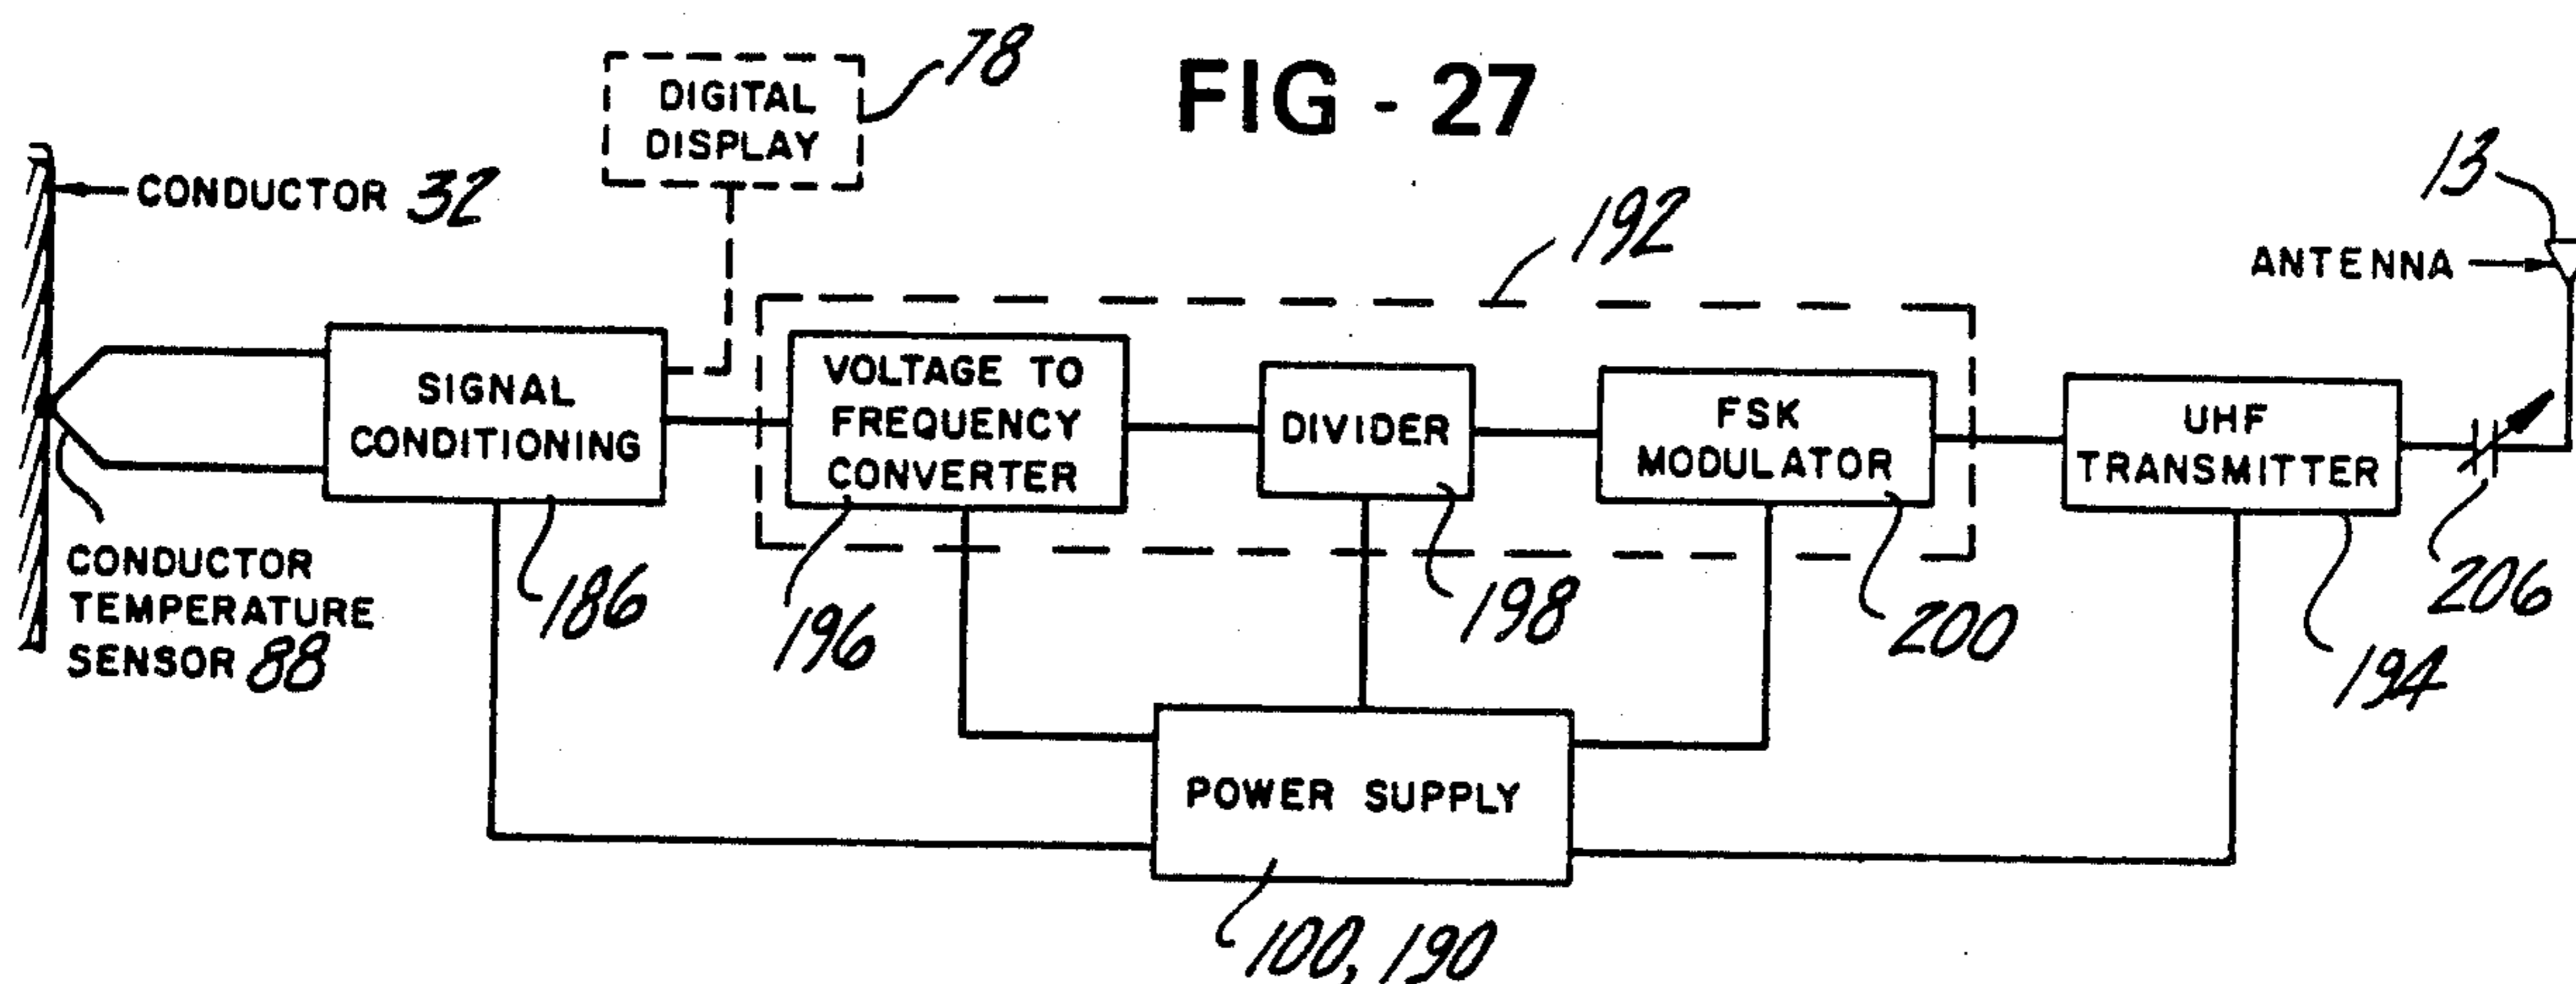 FIG - 27
DIGITAL
DISPLAY
78
CONDUCTOR 32
192
13
ANTENNA
SIGNAL
CONDITIONING
VOLTAGE TO
FREQUENCY
CONVERTER
DIVIDER
FSK
MODULATOR
UHF
TRANSMITTER
CONDUCTOR
TEMPERATURE
SENSOR 88
186
196
198
200
206
194
POWER SUPPLY
100, 190